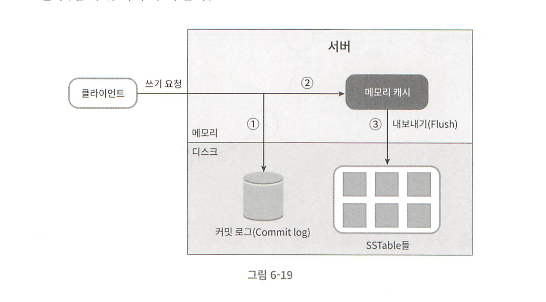 서버
클라이언트
쓰기 요청
②
메모리 캐시
①
③ 내보내기(Flush)
메모리
디스크
커밋 로그(Commit log)
SSTable들
그림 6-19